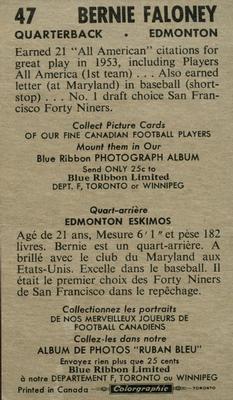 47 BERNIE FALONEY
QUARTERBACK • EDMONTON
Earned 21 "All American" citations for
great play in 1953, including Players
All America (1st team) . . . Also earned
letter (at Maryland) in baseball (short-
stop) . . . No. 1 draft choice San Fran-
cisco Forty Niners.
Collect Picture Cards
OF OUR FINE CANADIAN FOOTBALL PLAYERS
Mount them in Our
Blue Ribbon PHOTOGRAPH ALBUM
Send ONLY 25c to
Blue Ribbon Limited
DEPT. F, TORONTO or WINNIPEG
Quart-arrière
EDMONTON ESKIMOS
Agé de 21 ans, Mesure 6' 1" et pèse 182
livres. Bernie est un quart-arrière. A
brillé avec le club du Maryland aux
Etats-Unis. Excelle dans le baseball. Il
était le premier choix des Forty Niners
de San Francisco dans le repêchage.
Collectionnez les portraits
DE NOS MERVEILLEUX JOUEURS DE
FOOTBALL CANADIENS
Collez-les dans notre
ALBUM DE PHOTOS "RUBAN BLEU"
Envoyez rien plus que 25 cents
Blue Ribbon Limited
à notre DEPARTEMENT F, TORONTO ou WINNIPEG
Printed in Canada Colorgraphic TORONTO